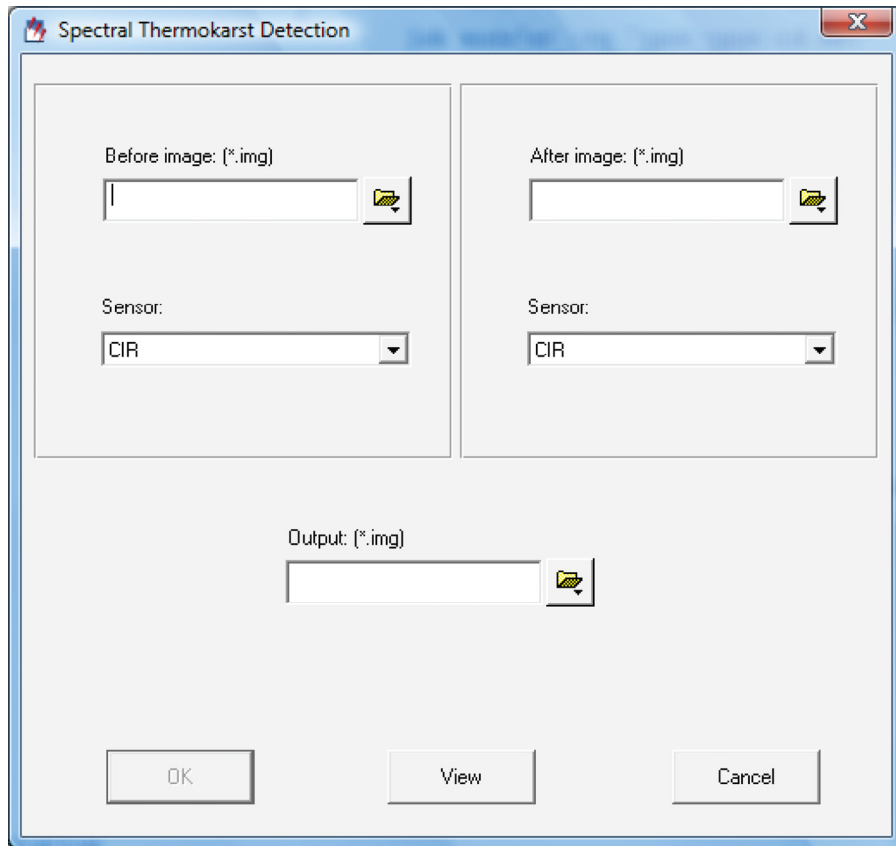 Spectral Thermokarst Detection
Before image: (*.img)
After image: (*.img)
Sensor:
Sensor:
CIR
CIR
Output: (*.img)
OK
View
Cancel